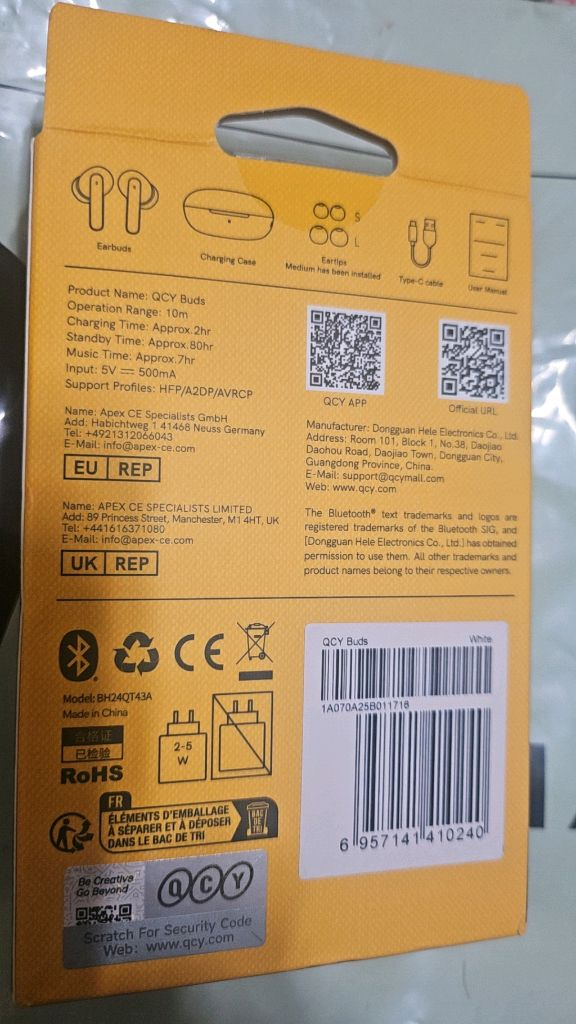 Earbuds
Charging Case
S
L
Eartips
Medium has been installed
Type-C cable
User Manual
Product Name: QCY Buds
Operation Range: 10m
Charging Time: Approx.2hr
Standby Time: Approx.80hr
Music Time: Approx.7hr
Input: 5V ⎓ 500mA
Support Profiles: HFP/A2DP/AVRCP
QCY APP
Official URL
Name: Apex CE Specialists GmbH
Add: Habichtweg 1 41468 Neuss Germany
Tel: +4921312066043
E-Mail: info@apex-ce.com
EU REP
Name: APEX CE SPECIALISTS LIMITED
Add: 89 Princess Street, Manchester, M1 4HT, UK
Tel: +441616371080
E-Mail: info@apex-ce.com
UK REP
Manufacturer: Dongguan Hele Electronics Co., Ltd.
Address: Room 101, Block 1, No.38, Daojiao
Daohou Road, Daojiao Town, Dongguan City,
Guangdong Province, China.
E-Mail: support@qcymall.com
Web: www.qcy.com
The Bluetooth® text trademarks and logos are
registered trademarks of the Bluetooth SIG, and
[Dongguan Hele Electronics Co., Ltd.] has obtained
permission to use them. All other trademarks and
product names belong to their respective owners.
CE
Model: BH24QT43A
Made in China
合格证
已检验
RoHS
2-5
W
FR
ÉLÉMENTS D'EMBALLAGE
À SÉPARER ET À DÉPOSER
DANS LE BAC DE TRI
BAC
DE
TRI
Be Creative
Go Beyond
QCY
Scratch For Security Code
Web: www.qcy.com
QCY Buds White
1A070A25B011718
6 957141 410240